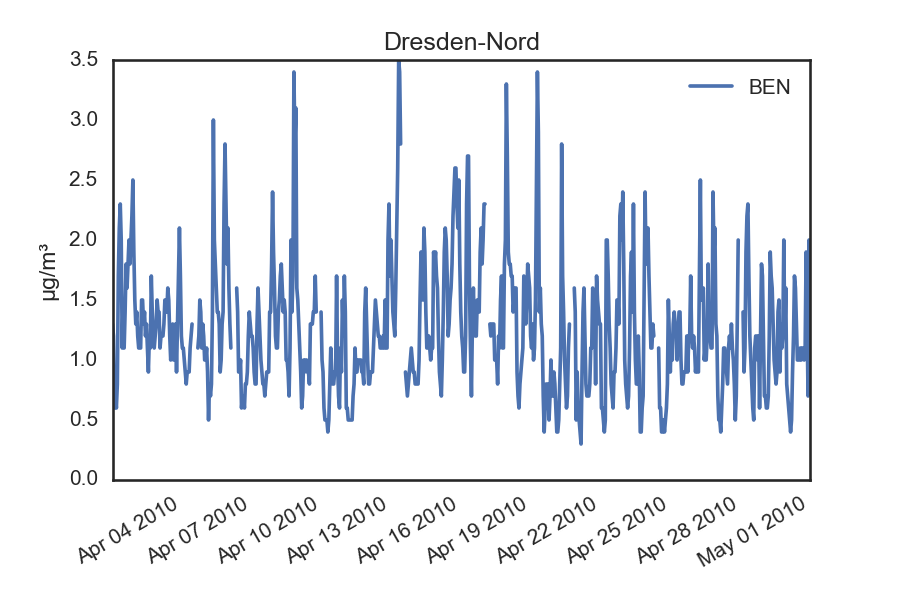 Dresden-Nord
BEN
µg/m³
3.5
3.0
2.5
2.0
1.5
1.0
0.5
0.0
Apr 04 2010
Apr 07 2010
Apr 10 2010
Apr 13 2010
Apr 16 2010
Apr 19 2010
Apr 22 2010
Apr 25 2010
Apr 28 2010
May 01 2010